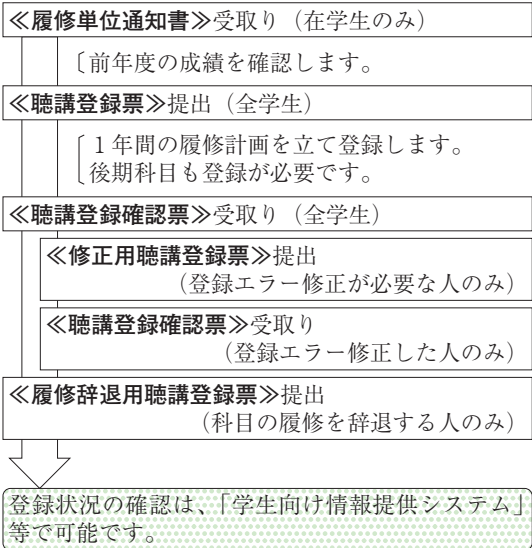 ≪履修単位通知書≫受取り（在学生のみ）
前年度の成績を確認します。
≪聴講登録票≫提出（全学生）
１年間の履修計画を立て登録します。
後期科目も登録が必要です。
≪聴講登録確認票≫受取り（全学生）
≪修正用聴講登録票≫提出
（登録エラー修正が必要な人のみ）
≪聴講登録確認票≫受取り
（登録エラー修正した人のみ）
≪履修辞退用聴講登録票≫提出
（科目の履修を辞退する人のみ）
登録状況の確認は、「学生向け情報提供システム」
等で可能です。